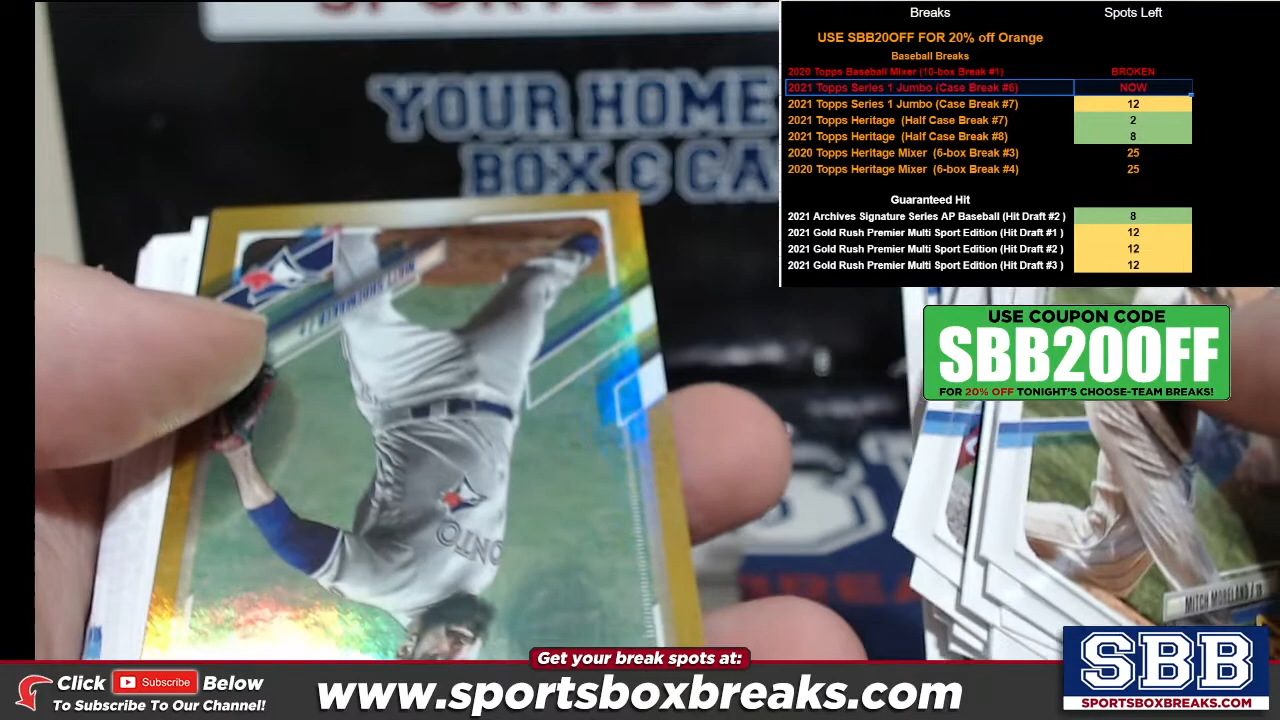 Breaks Spots Left
USE SBB20OFF FOR 20% off Orange
Baseball Breaks
2020 Topps Baseball Mixer (10-box Break #1) BROKEN
2021 Topps Series 1 Jumbo (Case Break #6) NOW
2021 Topps Series 1 Jumbo (Case Break #7) 12
2021 Topps Heritage (Half Case Break #7) 2
2021 Topps Heritage (Half Case Break #8) 8
2020 Topps Heritage Mixer (6-box Break #3) 25
2020 Topps Heritage Mixer (6-box Break #4) 25
Guaranteed Hit
2021 Archives Signature Series AP Baseball (Hit Draft #2 ) 8
2021 Gold Rush Premier Multi Sport Edition (Hit Draft #1 ) 12
2021 Gold Rush Premier Multi Sport Edition (Hit Draft #2 ) 12
2021 Gold Rush Premier Multi Sport Edition (Hit Draft #3 ) 12
YOUR HOME
BOX & CA
USE COUPON CODE
SBB20OFF
FOR 20% OFF TONIGHT'S CHOOSE-TEAM BREAKS!
ONTO
MITCH MORELAND / 1B
Get your break spots at:
Click Subscribe Below
To Subscribe To Our Channel!
www.sportsboxbreaks.com
SBB
SPORTSBOXBREAKS.COM